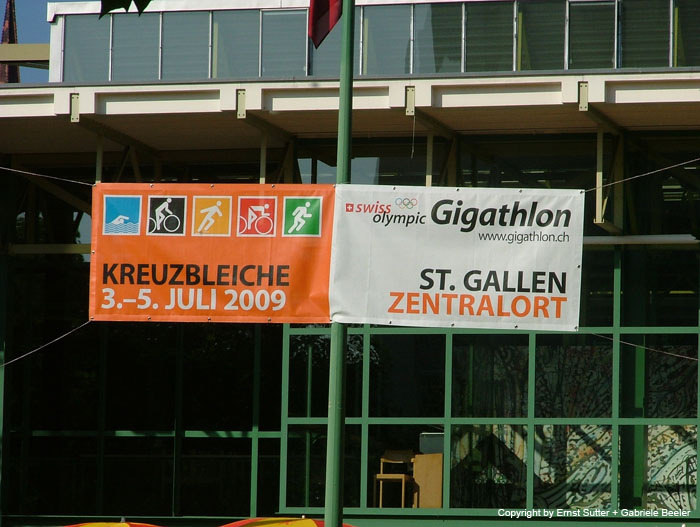 KREUZBLEICHE
3.–5. JULI 2009
swiss
olympic
Gigathlon
www.gigathlon.ch
ST. GALLEN
ZENTRALORT
Copyright by Ernst Sutter + Gabriele Beeler